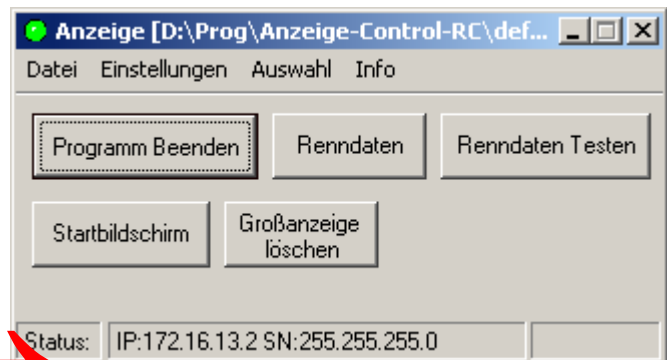 Anzeige [D:\Prog\Anzeige-Control-RC\def...
Datei Einstellungen Auswahl Info
Programm Beenden Renndaten Renndaten Testen
Startbildschirm Großanzeige
löschen
Status: IP:172.16.13.2 SN:255.255.255.0